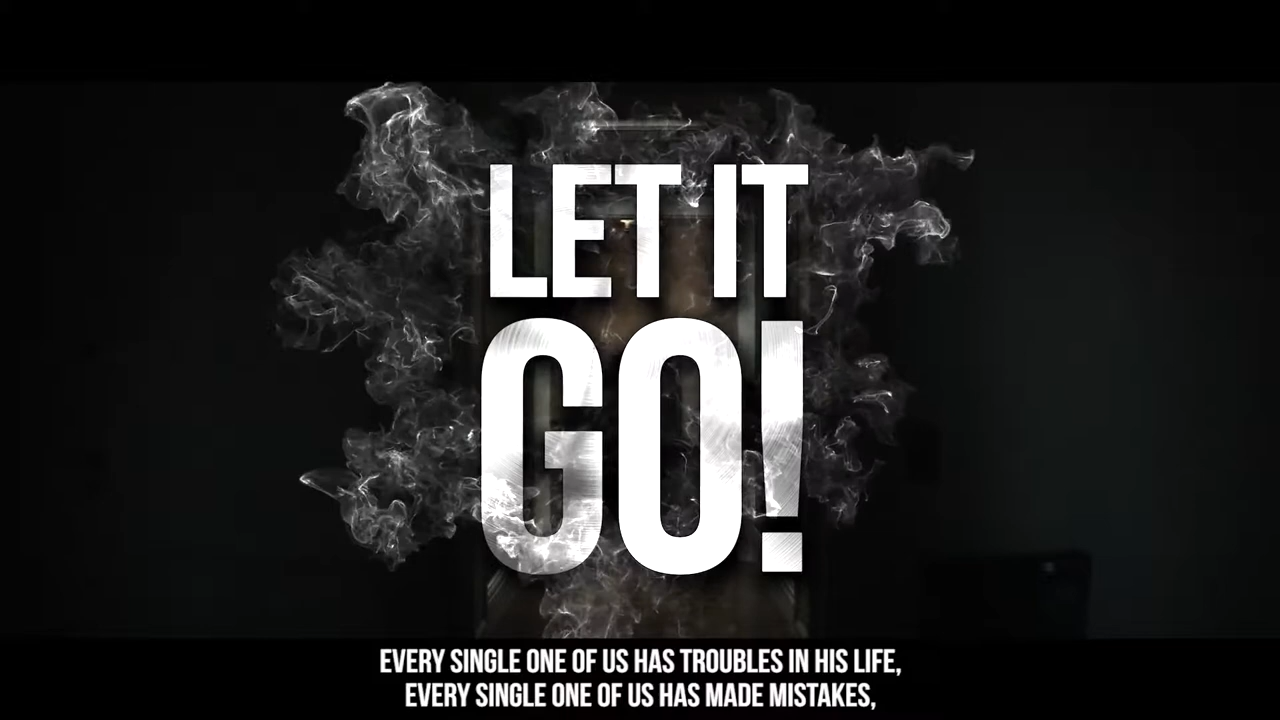 LET IT
GO!
EVERY SINGLE ONE OF US HAS TROUBLES IN HIS LIFE,
EVERY SINGLE ONE OF US HAS MADE MISTAKES,